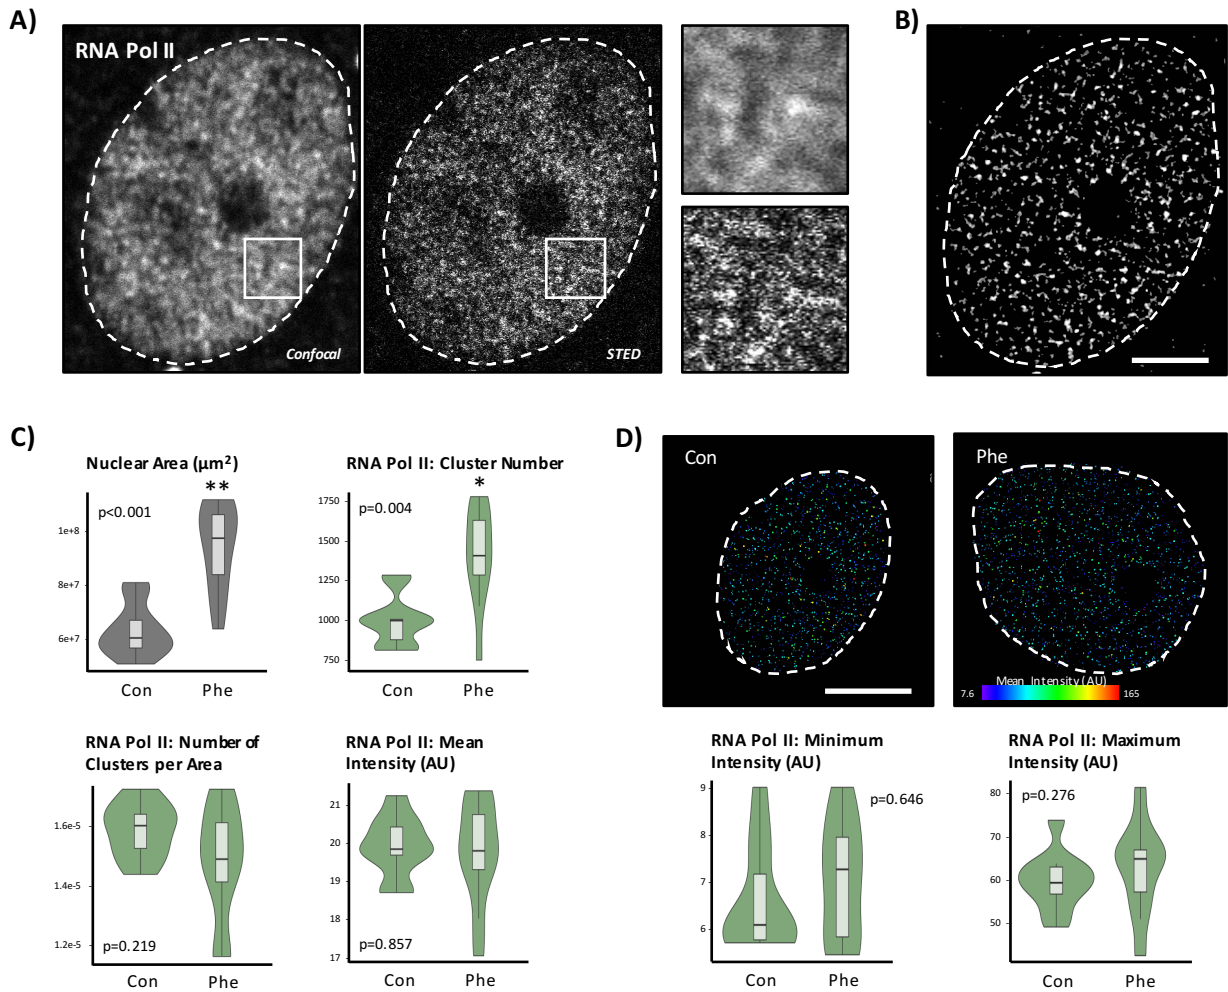 A)
RNA Pol II
Confocal
STED
B)
C)
Nuclear Area (µm²)
**
p<0.001
1e+8
8e+7
6e+7
Con
Phe
RNA Pol II: Cluster Number
*
p=0.004
1750
1500
1250
1000
750
Con
Phe
D)
Con
Phe
Mean Intensity (AU)
7.6
165
RNA Pol II: Number of
Clusters per Area
1.6e-5
1.4e-5
1.2e-5
p=0.219
Con
Phe
RNA Pol II: Mean
Intensity (AU)
21
20
19
18
17
p=0.857
Con
Phe
RNA Pol II: Minimum
Intensity (AU)
9
8
7
6
p=0.646
Con
Phe
RNA Pol II: Maximum
Intensity (AU)
80
70
60
50
p=0.276
Con
Phe